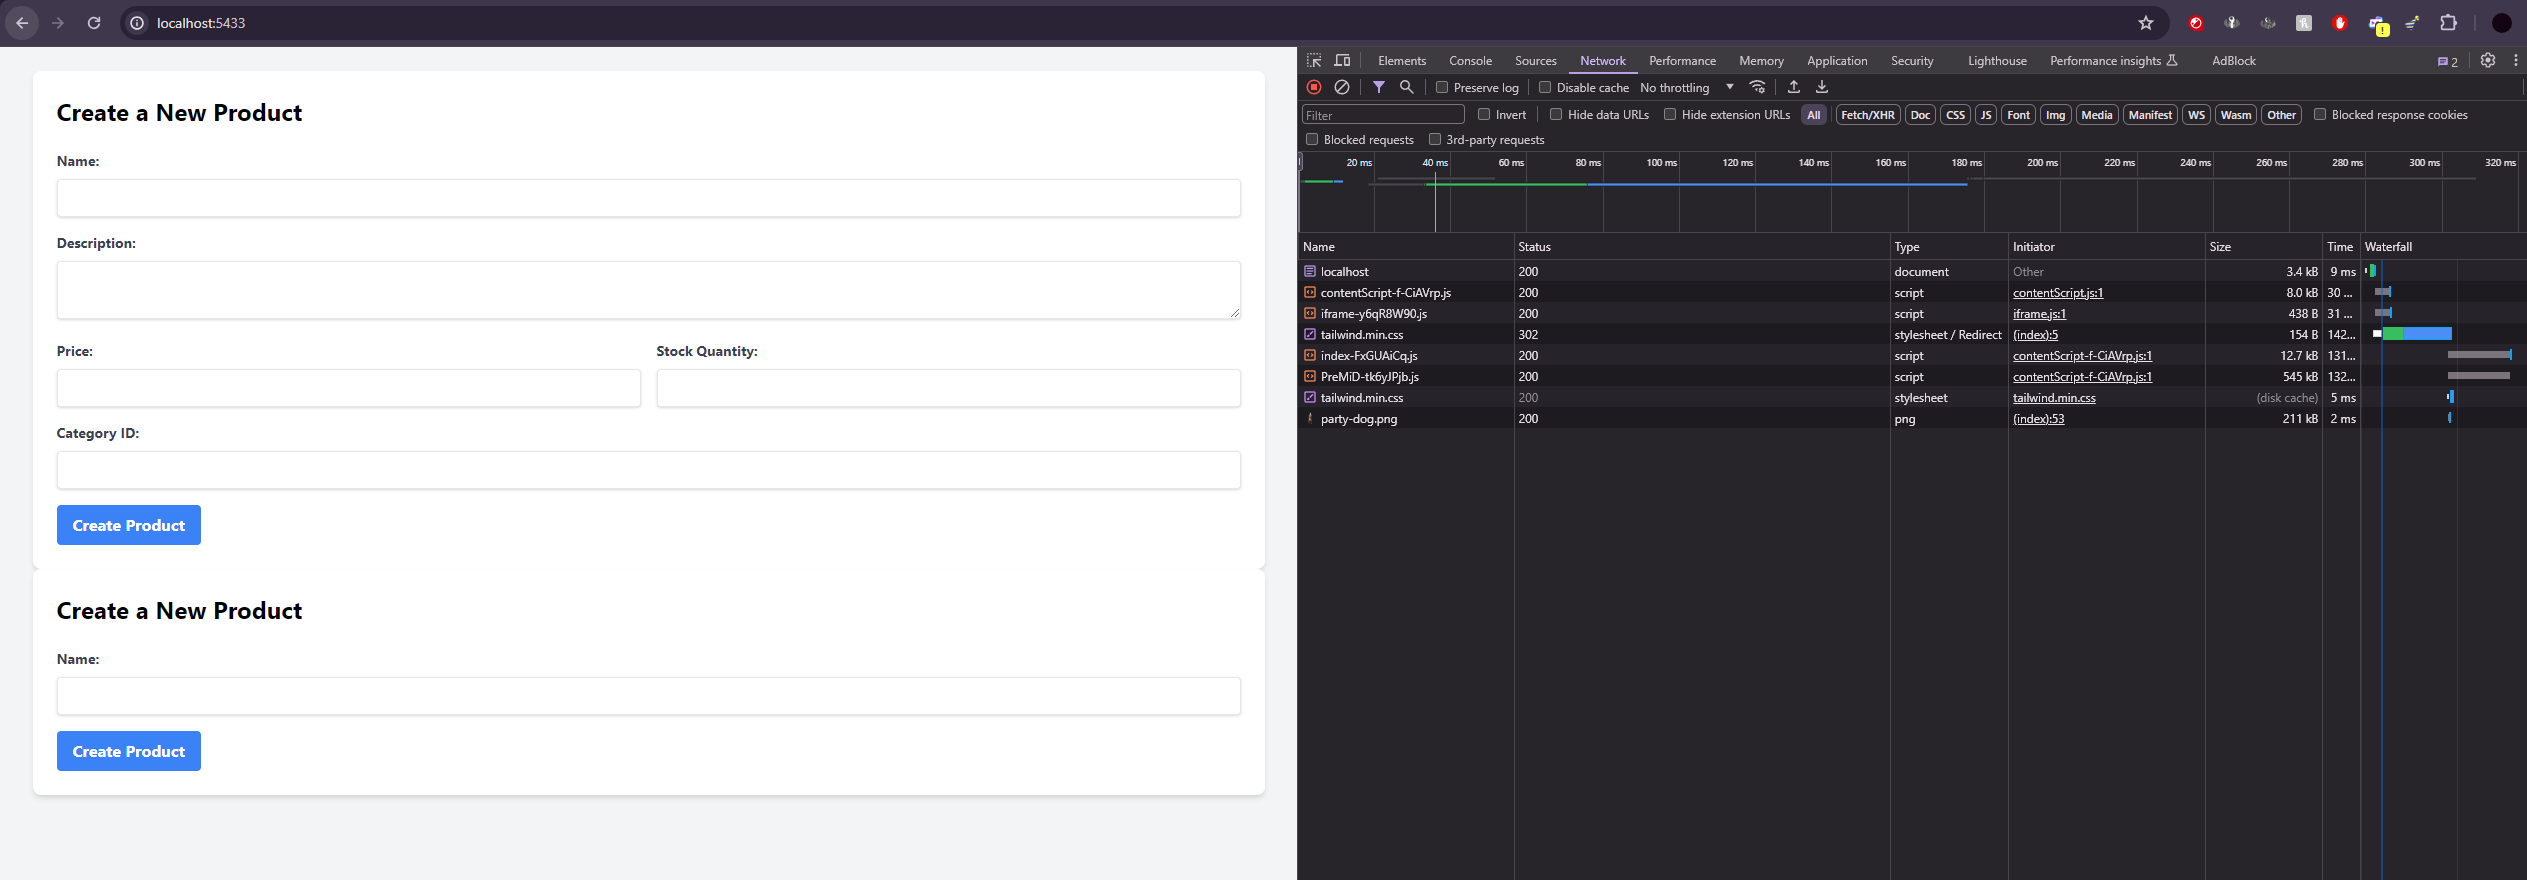 localhost:5433
Create a New Product
Name:
Description:
Price: Stock Quantity:
Category ID:
Create Product
Create a New Product
Name:
Create Product
Elements Console Sources Network Performance Memory Application Security Lighthouse Performance insights AdBlock 2
Preserve log Disable cache No throttling
Filter Invert Hide data URLs Hide extension URLs All Fetch/XHR Doc CSS JS Font Img Media Manifest WS Wasm Other Blocked response cookies
Blocked requests 3rd-party requests
20 ms 40 ms 60 ms 80 ms 100 ms 120 ms 140 ms 160 ms 180 ms 200 ms 220 ms 240 ms 260 ms 280 ms 300 ms 320 ms
Name Status Type Initiator Size Time Waterfall
localhost 200 document Other 3.4 kB 9 ms
contentScript-f-CiAVrp.js 200 script contentScript.js:1 8.0 kB 30 ...
iframe-y6qR8W90.js 200 script iframe.js:1 438 B 31 ...
tailwind.min.css 302 stylesheet / Redirect (index):5 154 B 142...
index-FxGUAiCq.js 200 script contentScript-f-CiAVrp.js:1 12.7 kB 131...
PreMiD-tk6yJPjb.js 200 script contentScript-f-CiAVrp.js:1 545 kB 132...
tailwind.min.css 200 stylesheet tailwind.min.css (disk cache) 5 ms
party-dog.png 200 png (index):53 211 kB 2 ms